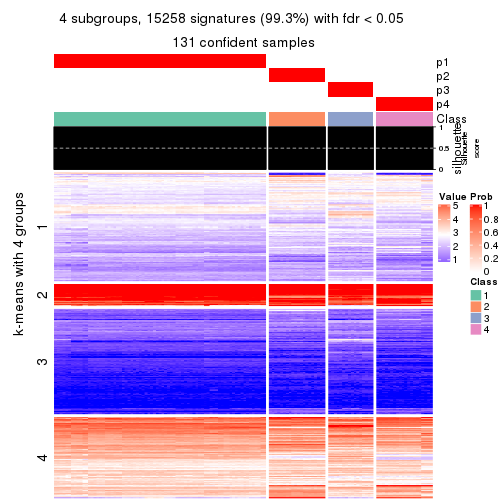 4 subgroups, 15258 signatures (99.3%) with fdr < 0.05
131 confident samples
p1
p2
p3
p4
Class
silhouette
Silhouette
score
1
0.5
0
k-means with 4 groups
1
2
3
4
Value
5
4
3
2
1
Prob
1
0.8
0.6
0.4
0.2
0
Class
1
2
3
4